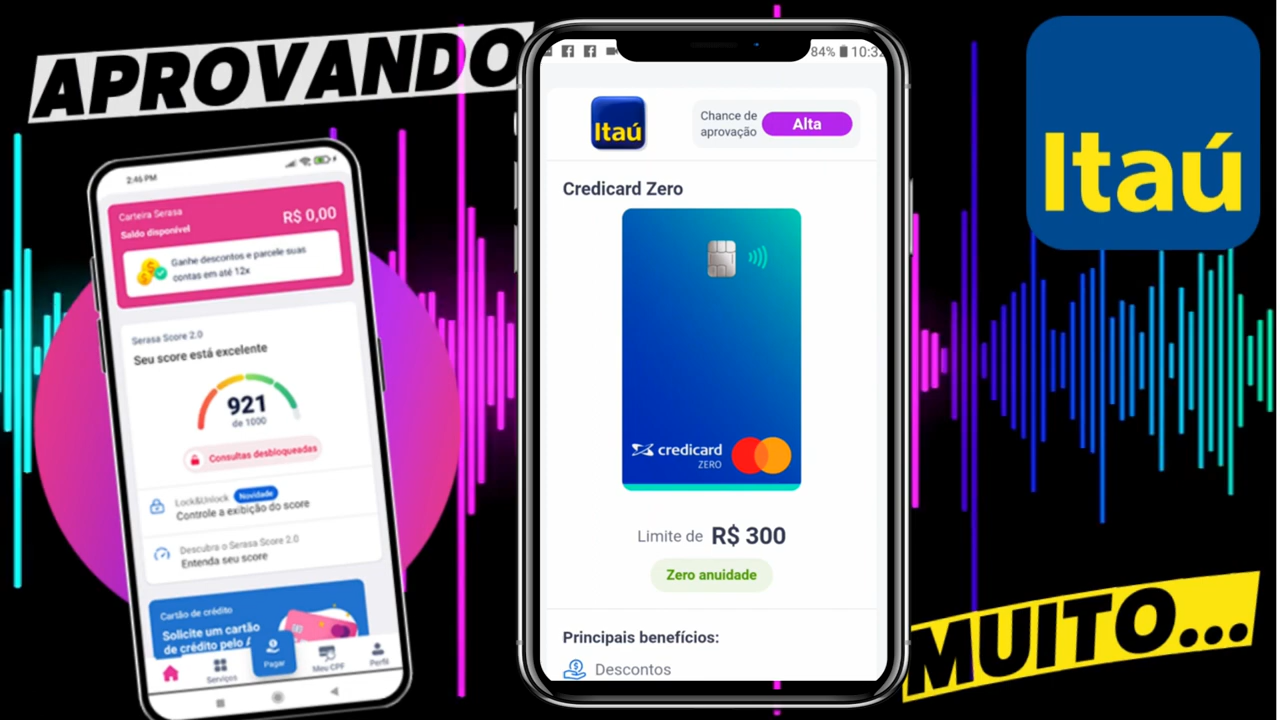 APROVANDO
2:46 PM
Carteira Serasa
Saldo disponível
R$ 0,00
Ganhe descontos e parcele suas
contas em até 12x
Serasa Score 2.0
Seu score está excelente
921
de 1000
Consultas desbloqueadas
Lock&Unlock Novidade
Controle a exibição do score
Descubra o Serasa Score 2.0
Entenda seu score
Cartão de crédito
Solicite um cartão
de crédito pelo
Serviços
Pagar
Meu CPF
Perfil
84% 10:32
Itaú
Chance de
aprovação
Alta
Credicard Zero
credicard
ZERO
Limite de R$ 300
Zero anuidade
Principais benefícios:
Descontos
Itaú
MUITO...